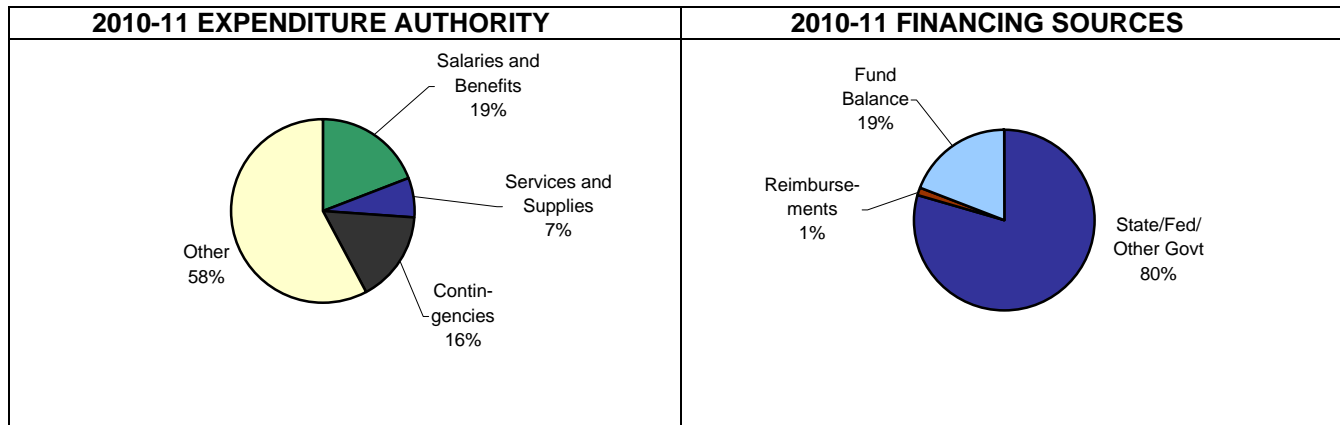 2010-11 EXPENDITURE AUTHORITY
Salaries and
Benefits
19%
Services and
Supplies
7%
Contin-
gencies
16%
Other
58%
2010-11 FINANCING SOURCES
Fund
Balance
19%
Reimburse-
ments
1%
State/Fed/
Other Govt
80%